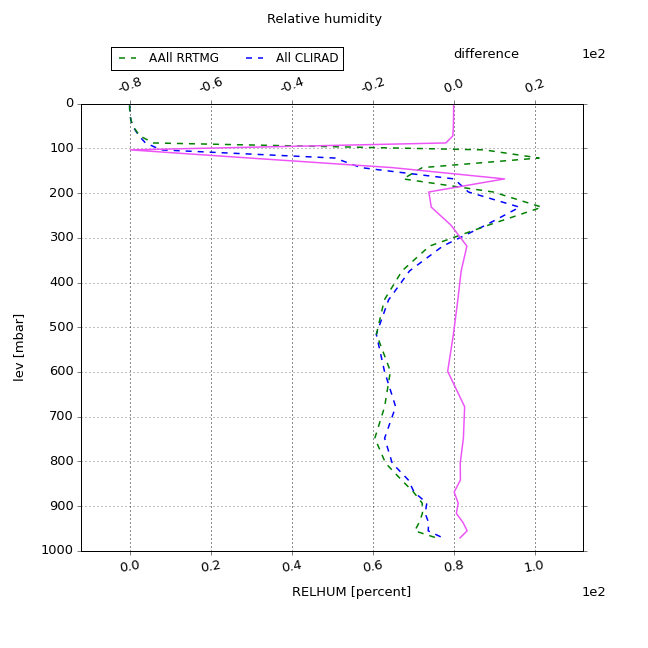 Relative humidity
AAll RRTMG All CLIRAD
difference 1e2
-0.8 -0.6 -0.4 -0.2 0.0 0.2
0
100
200
300
400
500
600
700
800
900
1000
lev [mbar]
0.0 0.2 0.4 0.6 0.8 1.0
RELHUM [percent] 1e2